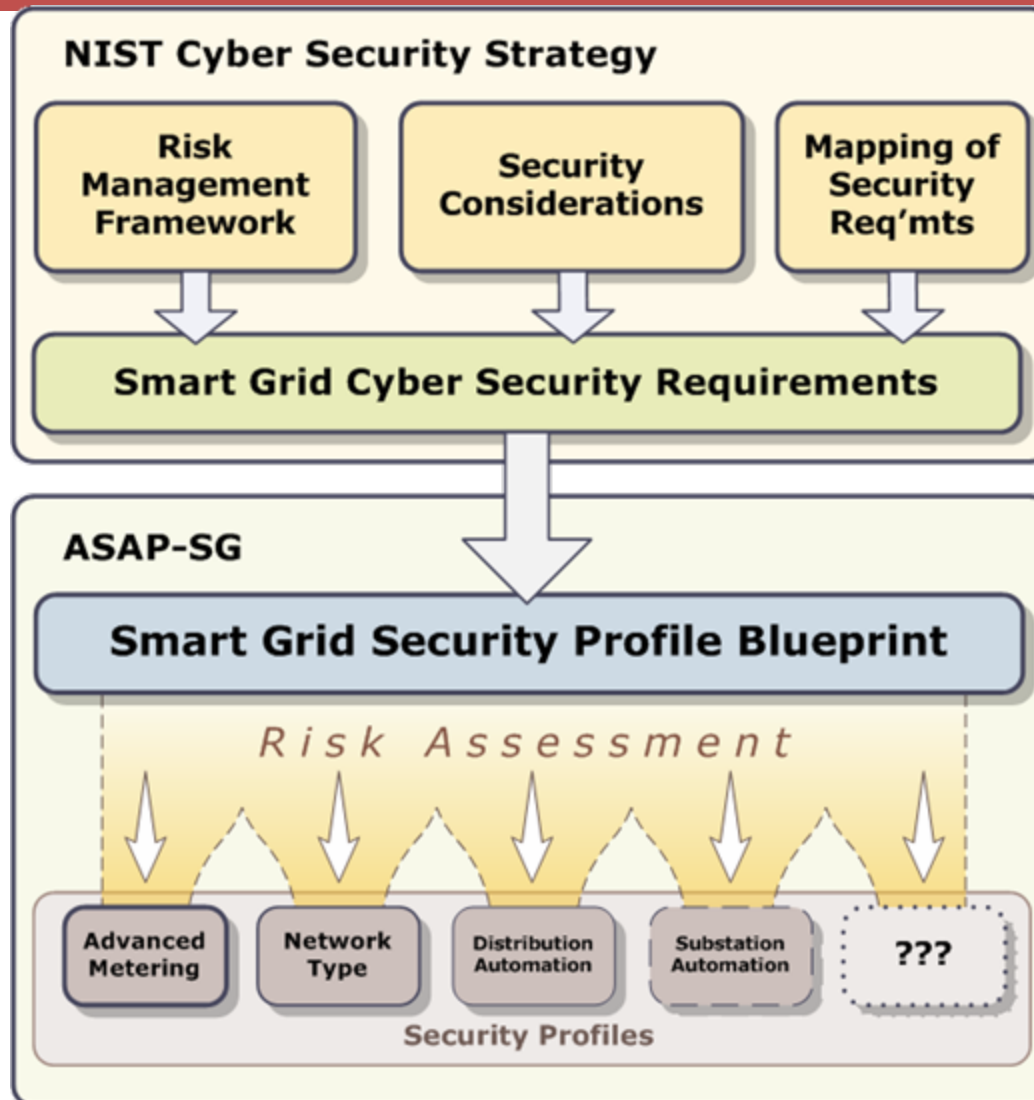 NIST Cyber Security Strategy
Risk
Management
Framework
Security
Considerations
Mapping of
Security
Req’mts
Smart Grid Cyber Security Requirements
ASAP-SG
Smart Grid Security Profile Blueprint
Risk Assessment
Advanced
Metering
Network
Type
Distribution
Automation
Substation
Automation
???
Security Profiles